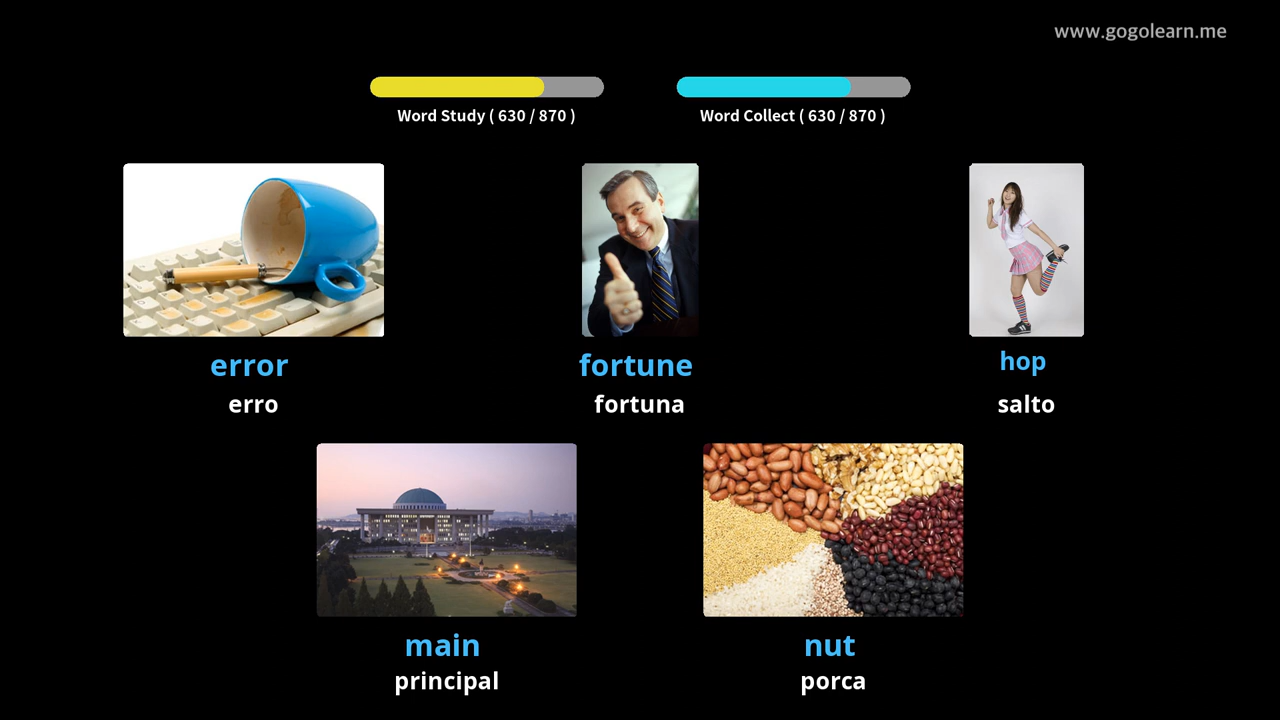 www.gogolearn.me
Word Study ( 630 / 870 )
Word Collect ( 630 / 870 )
error
erro
fortune
fortuna
hop
salto
main
principal
nut
porca